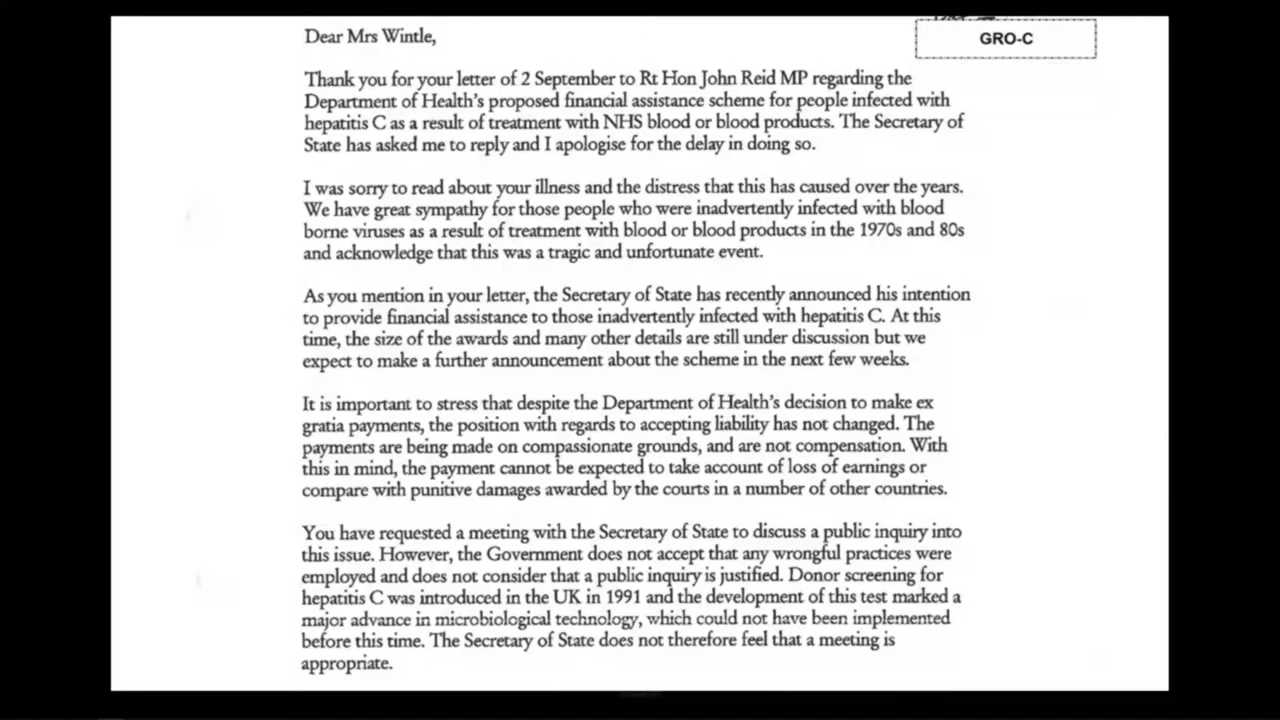 GRO-C
Dear Mrs Wintle,
Thank you for your letter of 2 September to Rt Hon John Reid MP regarding the
Department of Health's proposed financial assistance scheme for people infected with
hepatitis C as a result of treatment with NHS blood or blood products. The Secretary of
State has asked me to reply and I apologise for the delay in doing so.
I was sorry to read about your illness and the distress that this has caused over the years.
We have great sympathy for those people who were inadvertently infected with blood
borne viruses as a result of treatment with blood or blood products in the 1970s and 80s
and acknowledge that this was a tragic and unfortunate event.
As you mention in your letter, the Secretary of State has recently announced his intention
to provide financial assistance to those inadvertently infected with hepatitis C. At this
time, the size of the awards and many other details are still under discussion but we
expect to make a further announcement about the scheme in the next few weeks.
It is important to stress that despite the Department of Health's decision to make ex
gratia payments, the position with regards to accepting liability has not changed. The
payments are being made on compassionate grounds, and are not compensation. With
this in mind, the payment cannot be expected to take account of loss of earnings or
compare with punitive damages awarded by the courts in a number of other countries.
You have requested a meeting with the Secretary of State to discuss a public inquiry into
this issue. However, the Government does not accept that any wrongful practices were
employed and does not consider that a public inquiry is justified. Donor screening for
hepatitis C was introduced in the UK in 1991 and the development of this test marked a
major advance in microbiological technology, which could not have been implemented
before this time. The Secretary of State does not therefore feel that a meeting is
appropriate.